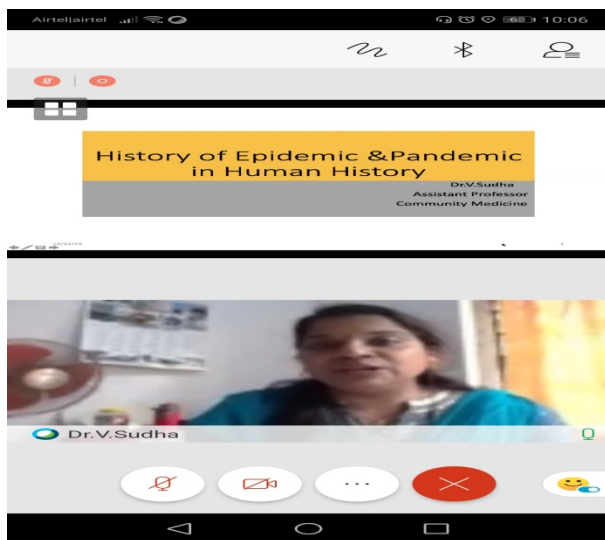 Airtel|airtel 63 10:06
History of Epidemic &Pandemic
in Human History
Dr.V.Sudha
Assistant Professor
Community Medicine
Dr.V.Sudha